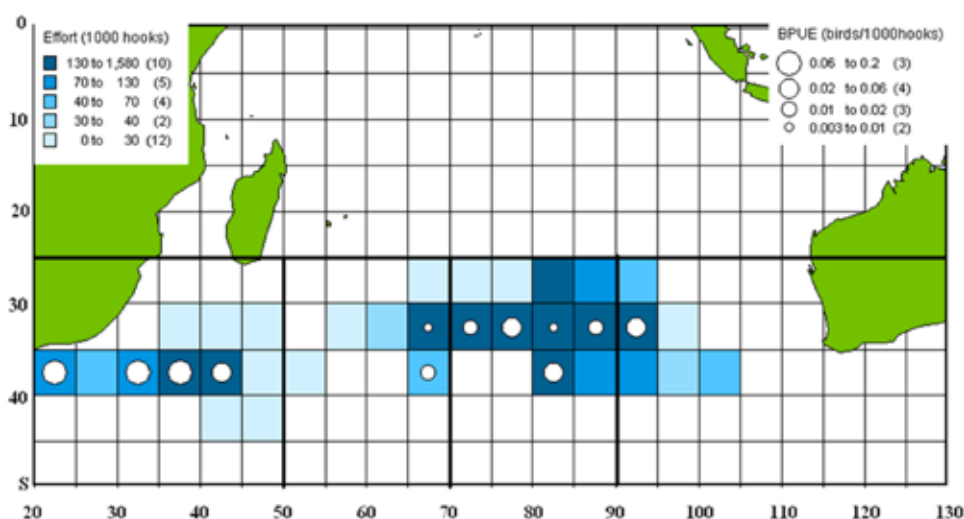 0
Effort (1000 hooks)
130 to 1,580 (10)
70 to 130 (5)
40 to 70 (4)
30 to 40 (2)
0 to 30 (12)
BPUE (birds/1000hooks)
0.06 to 0.2 (3)
0.02 to 0.06 (4)
0.01 to 0.02 (3)
0.003 to 0.01 (2)
10
20
30
40
S
20 30 40 50 60 70 80 90 100 110 120 130